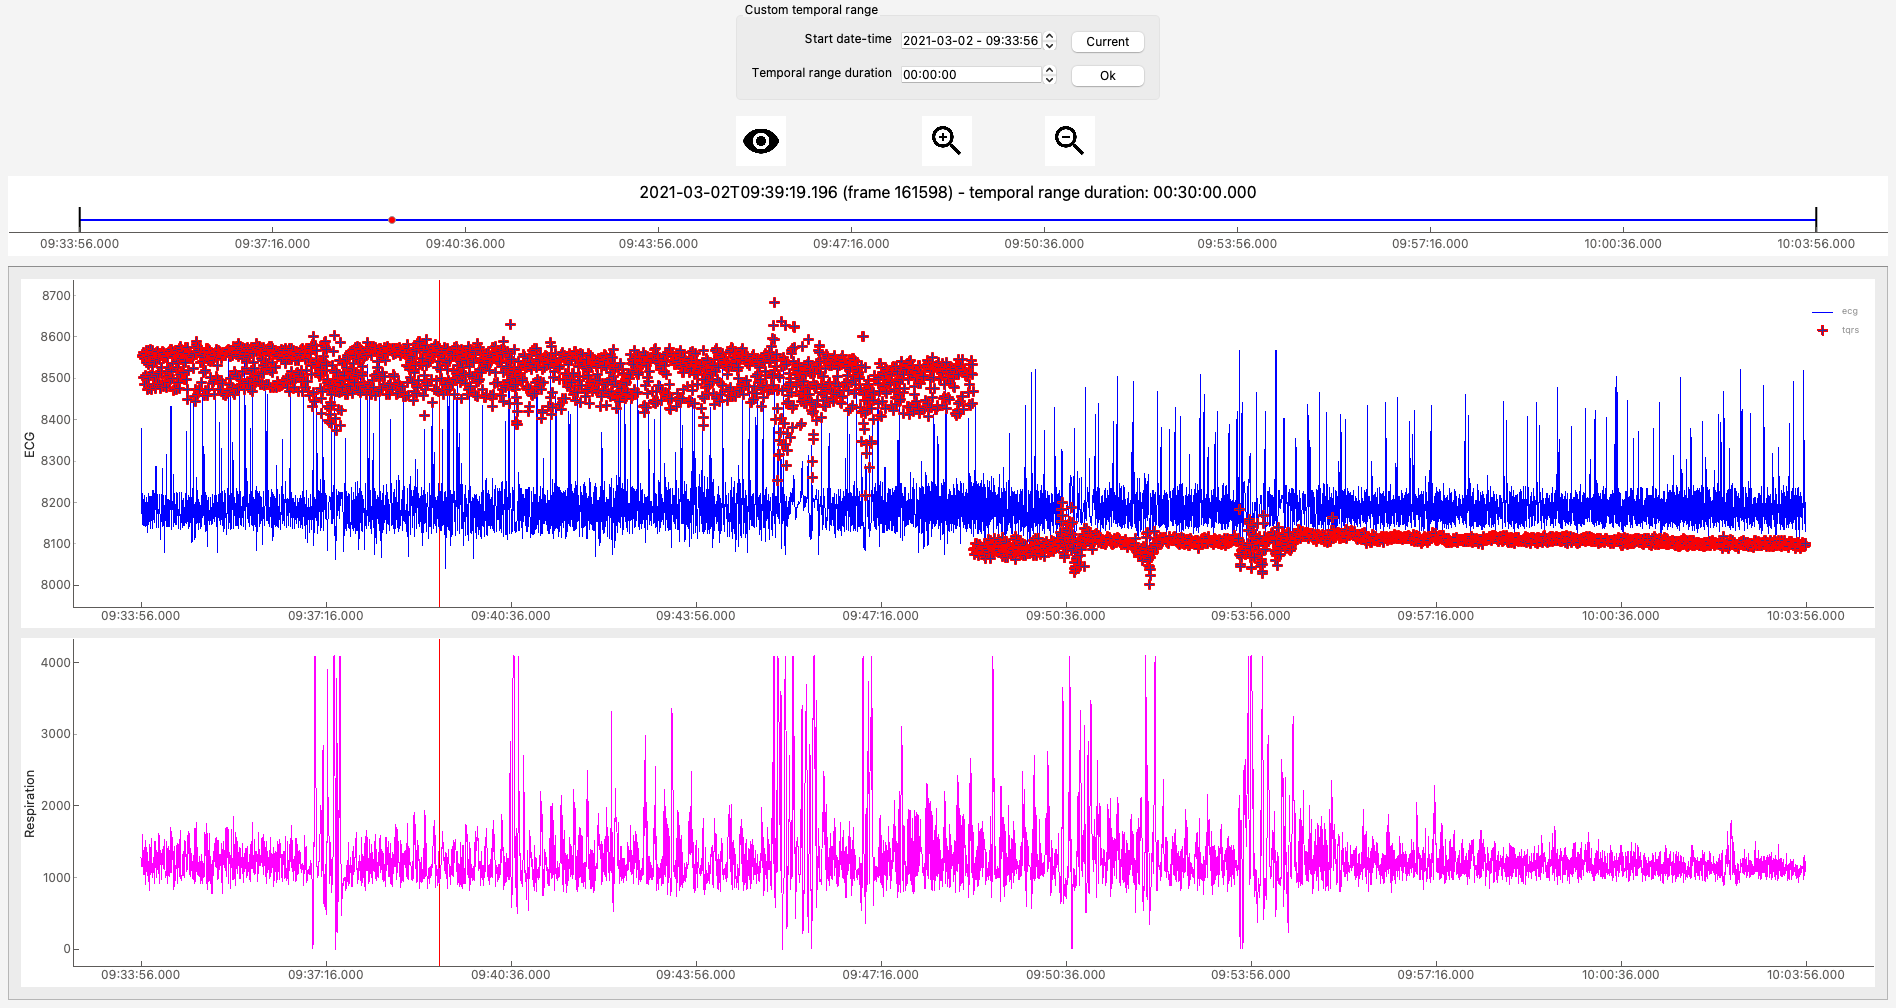 Custom temporal range
Start date-time 2021-03-02 - 09:33:56 Current
Temporal range duration 00:00:00 Ok
2021-03-02T09:39:19.196 (frame 161598) - temporal range duration: 00:30:00.000
09:33:56.000 09:37:16.000 09:40:36.000 09:43:56.000 09:47:16.000 09:50:36.000 09:53:56.000 09:57:16.000 10:00:36.000 10:03:56.000
ECG
8700
8600
8500
8400
8300
8200
8100
8000
ecg
tqrs
09:33:56.000 09:37:16.000 09:40:36.000 09:43:56.000 09:47:16.000 09:50:36.000 09:53:56.000 09:57:16.000 10:00:36.000 10:03:56.000
Respiration
4000
3000
2000
1000
0
09:33:56.000 09:37:16.000 09:40:36.000 09:43:56.000 09:47:16.000 09:50:36.000 09:53:56.000 09:57:16.000 10:00:36.000 10:03:56.000